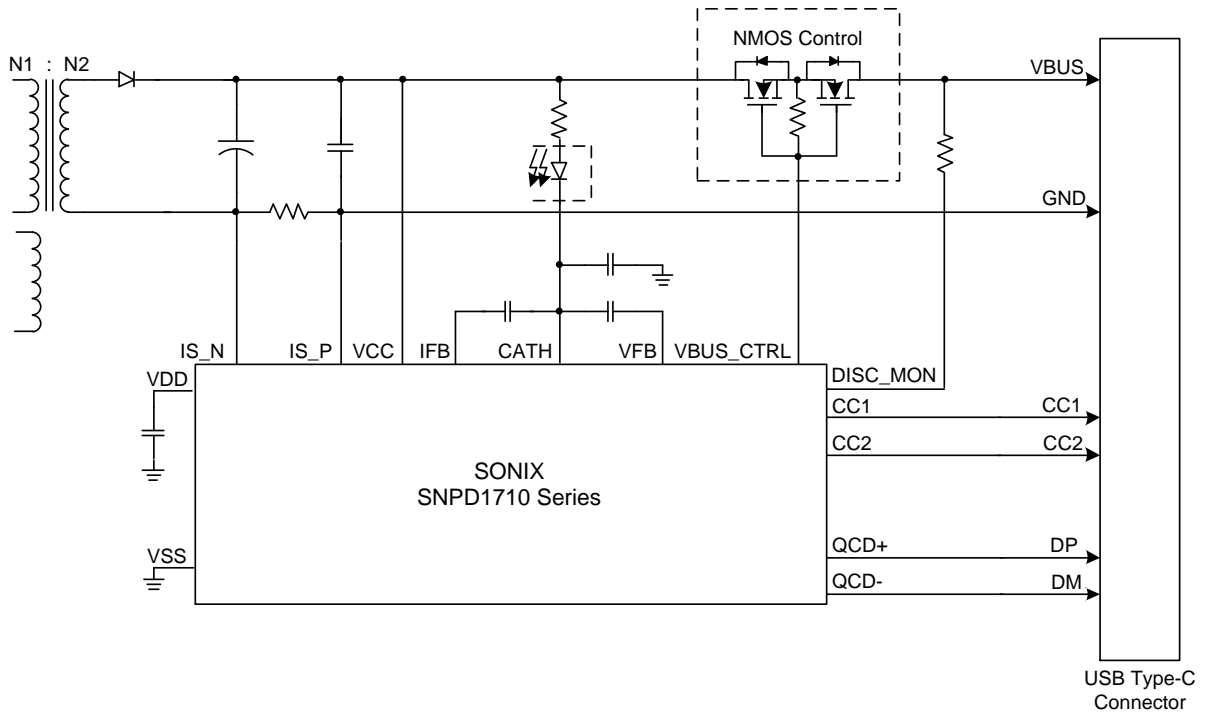 NMOS Control
N1 : N2
VBUS
GND
IS_N
IS_P
VCC
IFB
CATH
VFB
VBUS_CTRL
VDD
DISC_MON
CC1
CC1
CC2
CC2
SONIX
SNPD1710 Series
VSS
QCD+
DP
QCD-
DM
USB Type-C
Connector